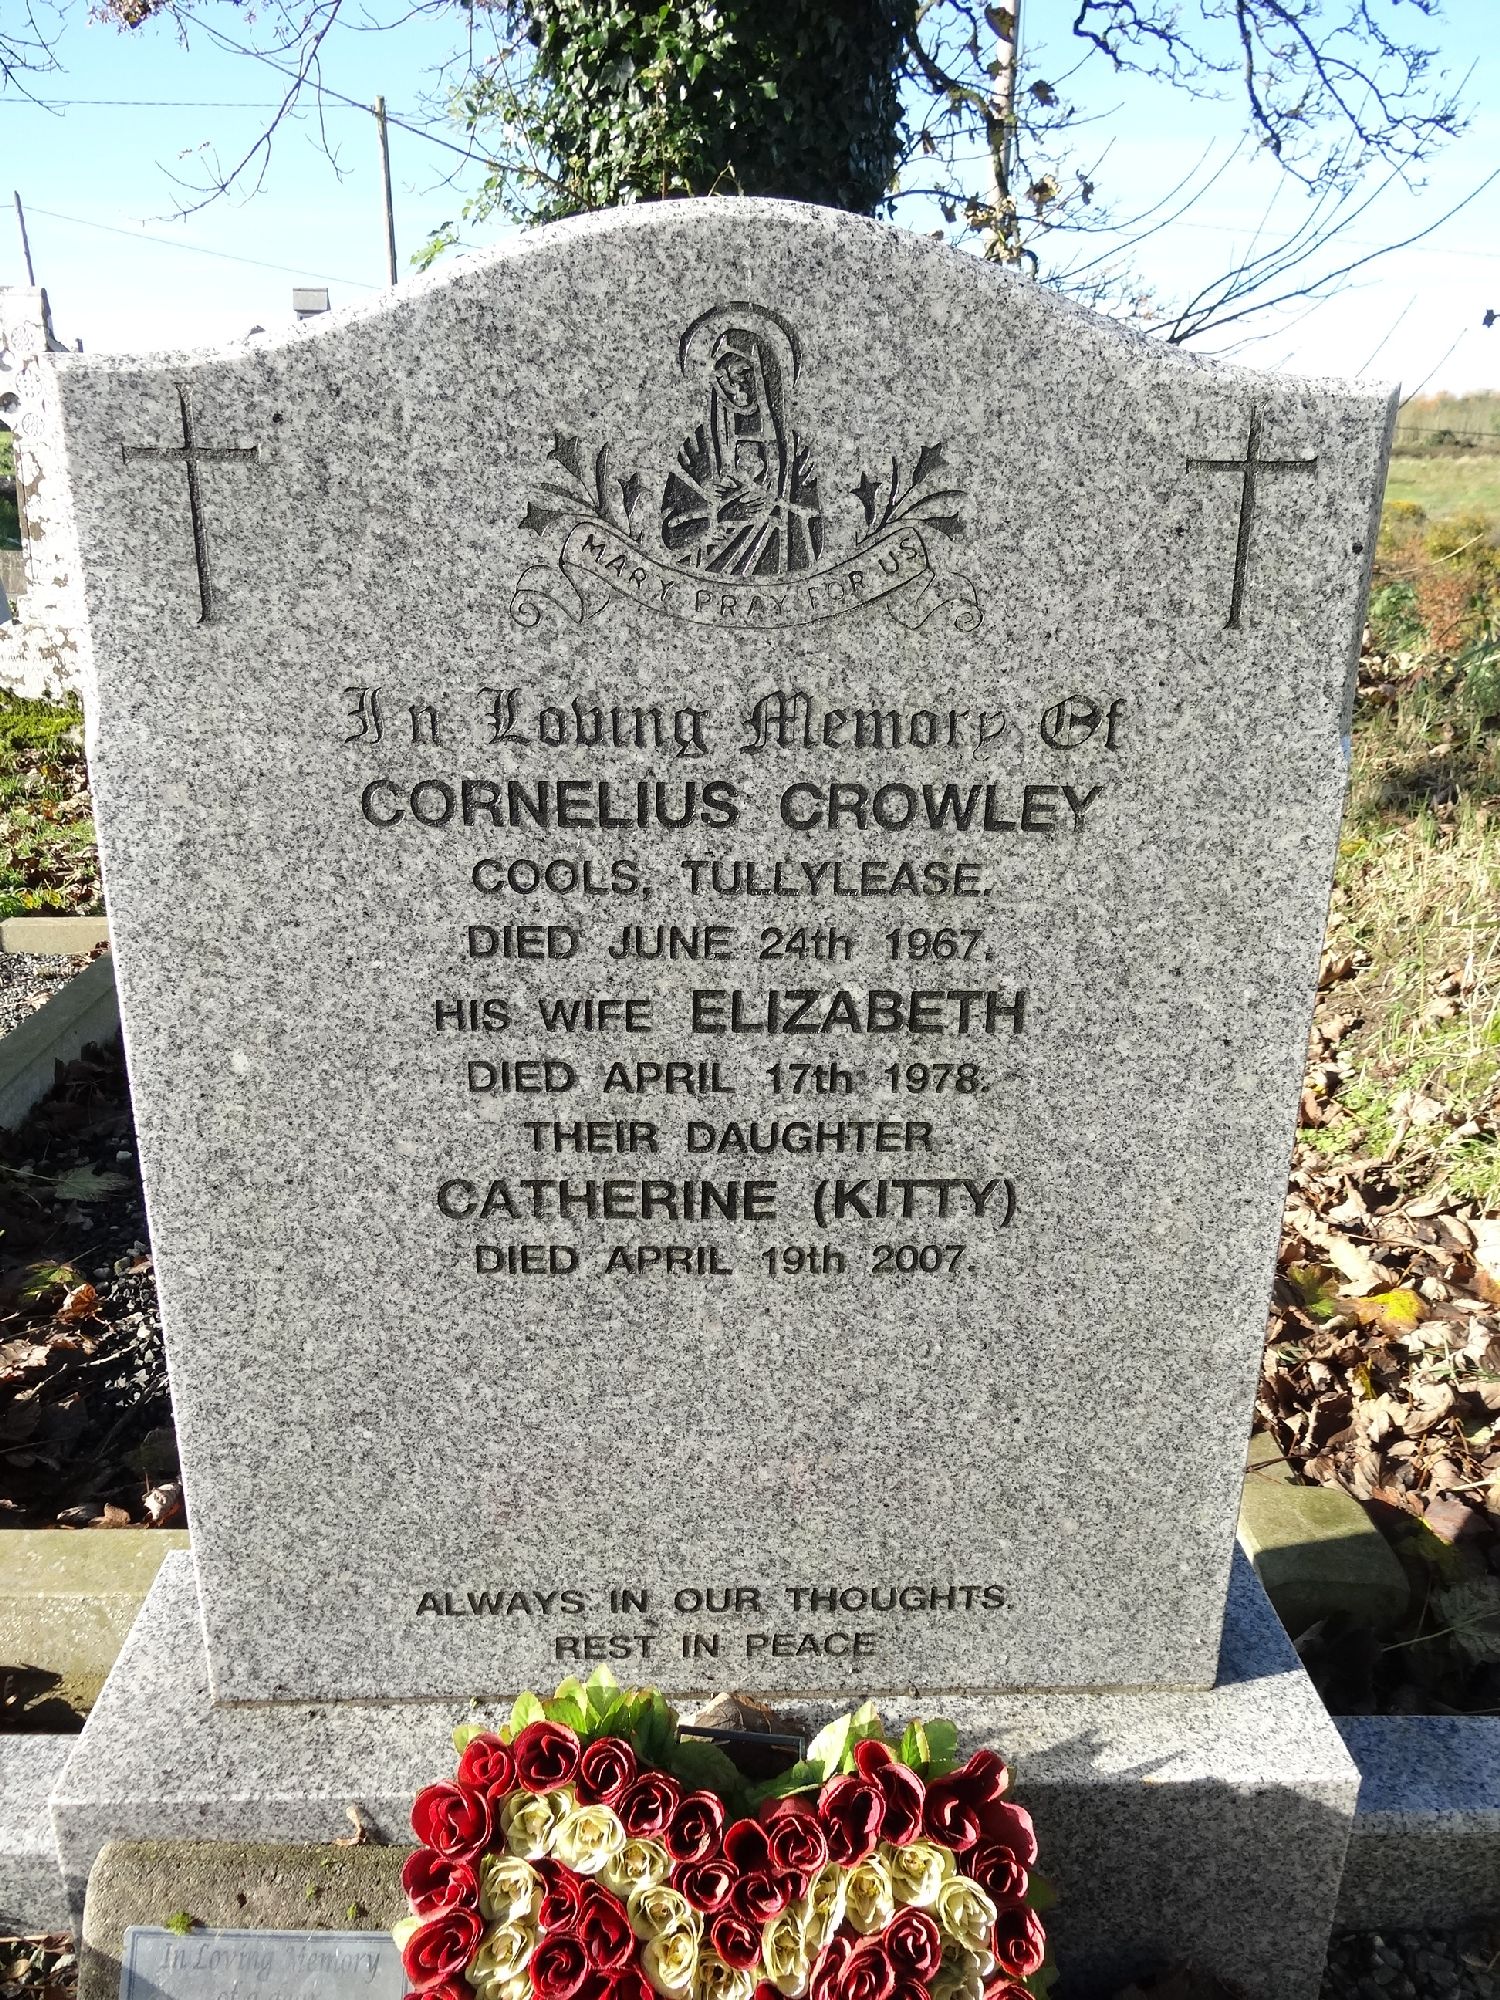 MARY PRAY FOR US
In Loving Memory Of
CORNELIUS CROWLEY
COOLS, TULLYLEASE.
DIED JUNE 24th 1967.
HIS WIFE ELIZABETH
DIED APRIL 17th 1978.
THEIR DAUGHTER
CATHERINE (KITTY)
DIED APRIL 19th 2007.
ALWAYS IN OUR THOUGHTS.
REST IN PEACE
In Loving Memory
of a dear